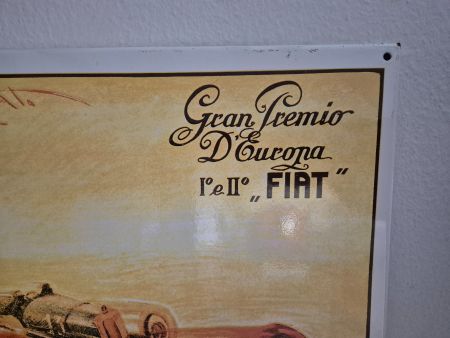 Gran Premio
D'Europa
I° e II° „FIAT"